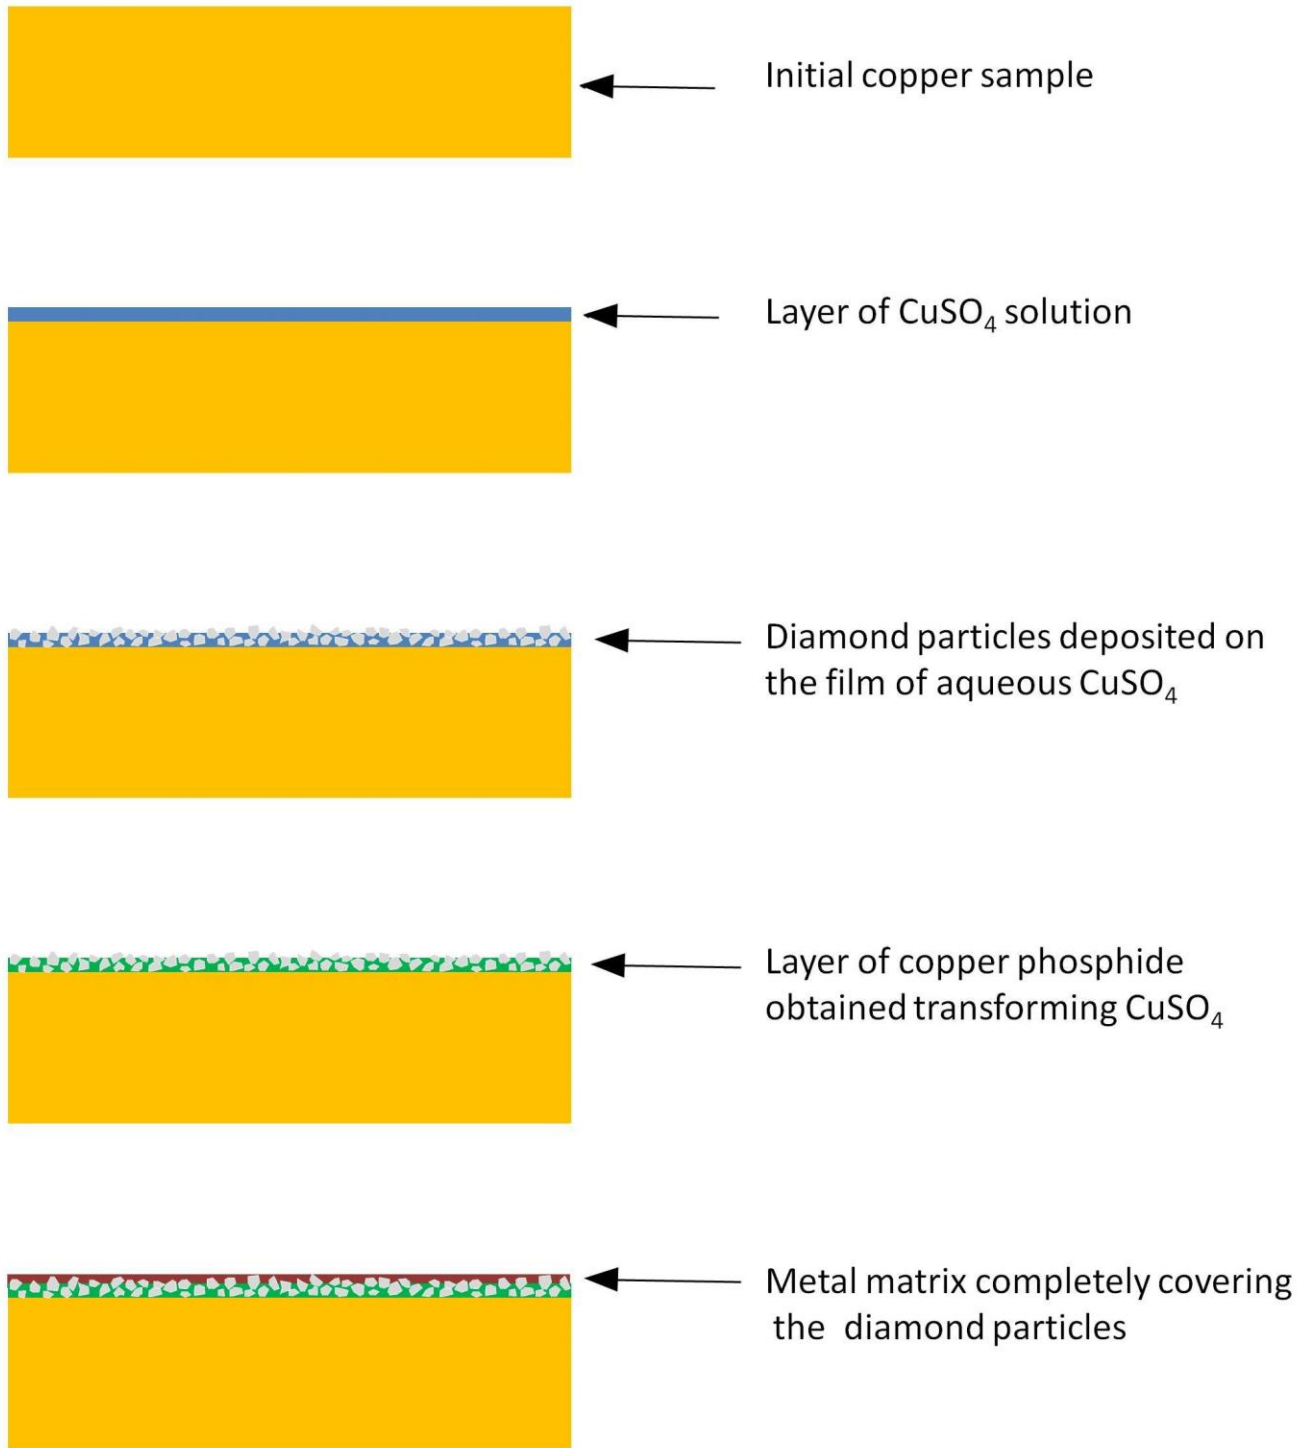 Initial copper sample
Layer of CuSO₄ solution
Diamond particles deposited on
the film of aqueous CuSO₄
Layer of copper phosphide
obtained transforming CuSO₄
Metal matrix completely covering
the diamond particles